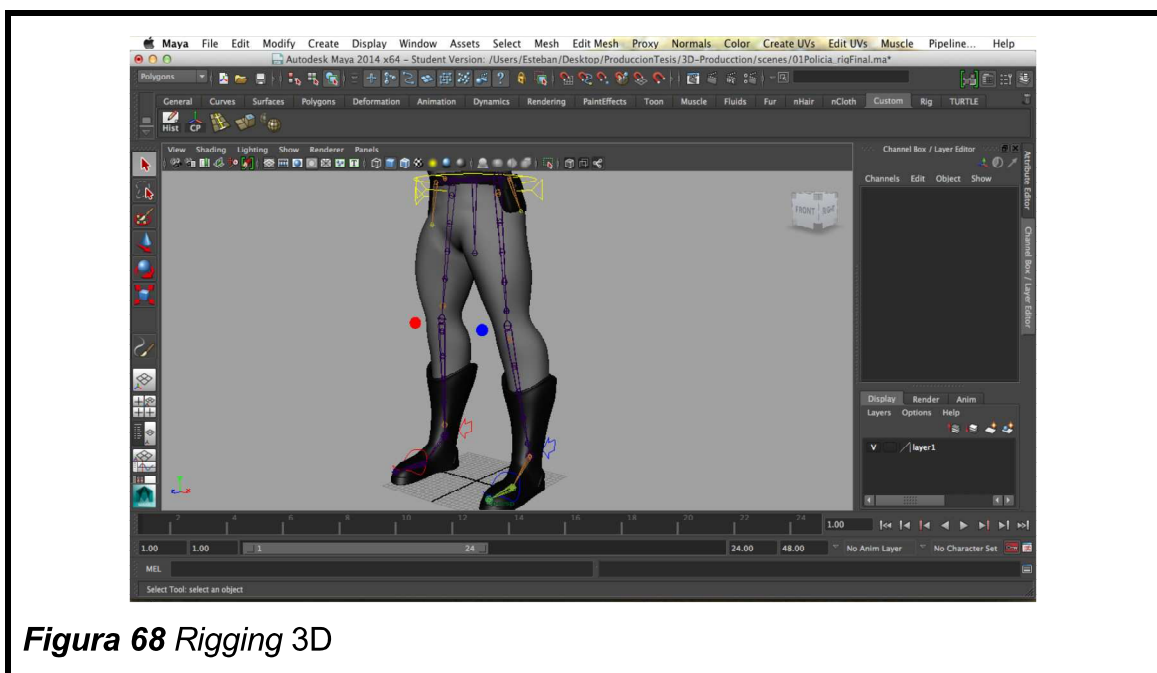 Maya File Edit Modify Create Display Window Assets Select Mesh Edit Mesh Proxy Normals Color Create UVs Edit UVs Muscle Pipeline... Help
Autodesk Maya 2014 x64 – Student Version: /Users/Esteban/Desktop/ProduccionTesis/3D-Producction/scenes/01Policia_rigFinal.ma*
Polygons
General Curves Surfaces Polygons Deformation Animation Dynamics Rendering PaintEffects Toon Muscle Fluids Fur nHair nCloth Custom Rig TURTLE
Hist CP
View Shading Lighting Show Renderer Panels
Channel Box / Layer Editor
Channels Edit Object Show
Attribute Editor
Channel Box / Layer Editor
FRONT
Display Render Anim
Layers Options Help
V layer1
2 4 6 8 10 12 14 16 18 20 22 24 1.00
1.00 1.00 1 24 24.00 48.00 No Anim Layer No Character Set
MEL
Select Tool: select an object
Figura 68 Rigging 3D